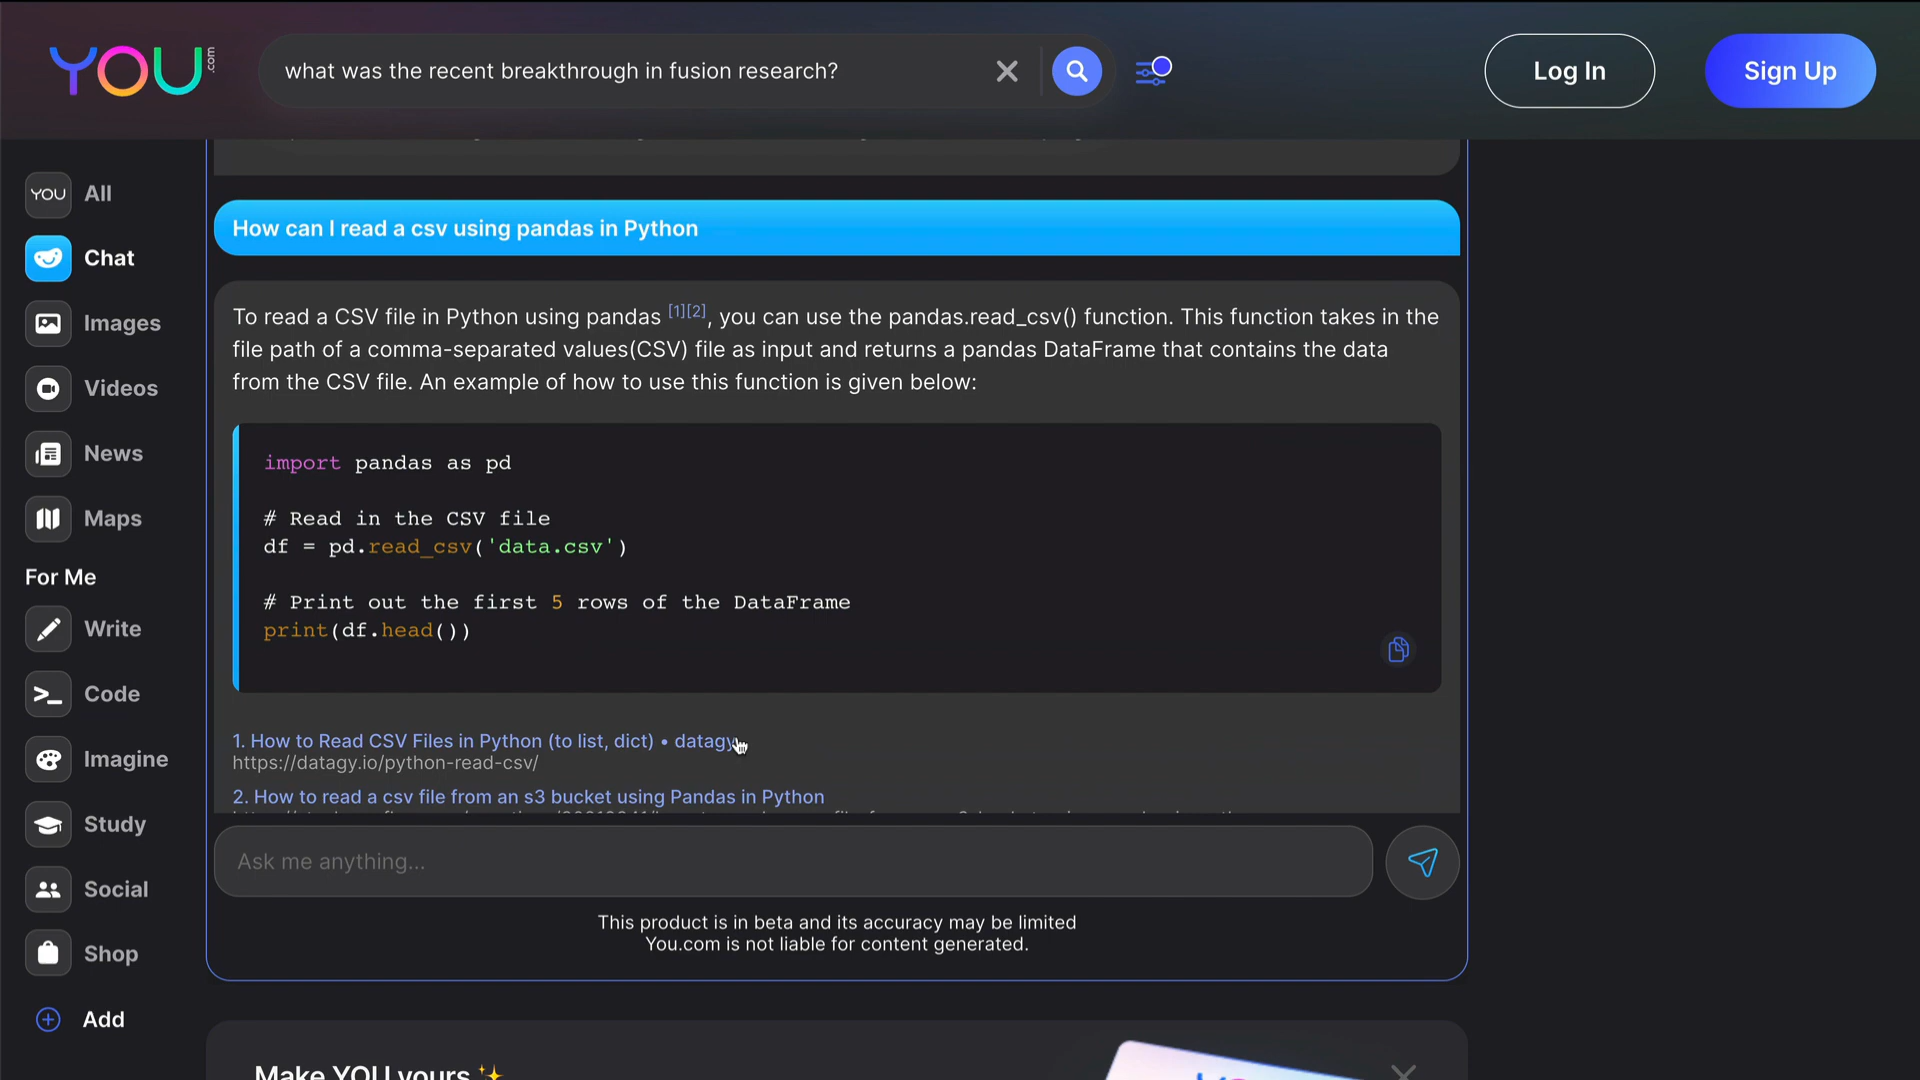 YOU.com
what was the recent breakthrough in fusion research?
Log In
Sign Up
YOU All
Chat
Images
Videos
News
Maps
For Me
Write
Code
Imagine
Study
Social
Shop
Add
How can I read a csv using pandas in Python
To read a CSV file in Python using pandas [1][2], you can use the pandas.read_csv() function. This function takes in the
file path of a comma-separated values(CSV) file as input and returns a pandas DataFrame that contains the data
from the CSV file. An example of how to use this function is given below:
import pandas as pd
# Read in the CSV file
df = pd.read_csv('data.csv')
# Print out the first 5 rows of the DataFrame
print(df.head())
1. How to Read CSV Files in Python (to list, dict) • datagy
https://datagy.io/python-read-csv/
2. How to read a csv file from an s3 bucket using Pandas in Python
Ask me anything...
This product is in beta and its accuracy may be limited
You.com is not liable for content generated.
Make YOU yours ✨